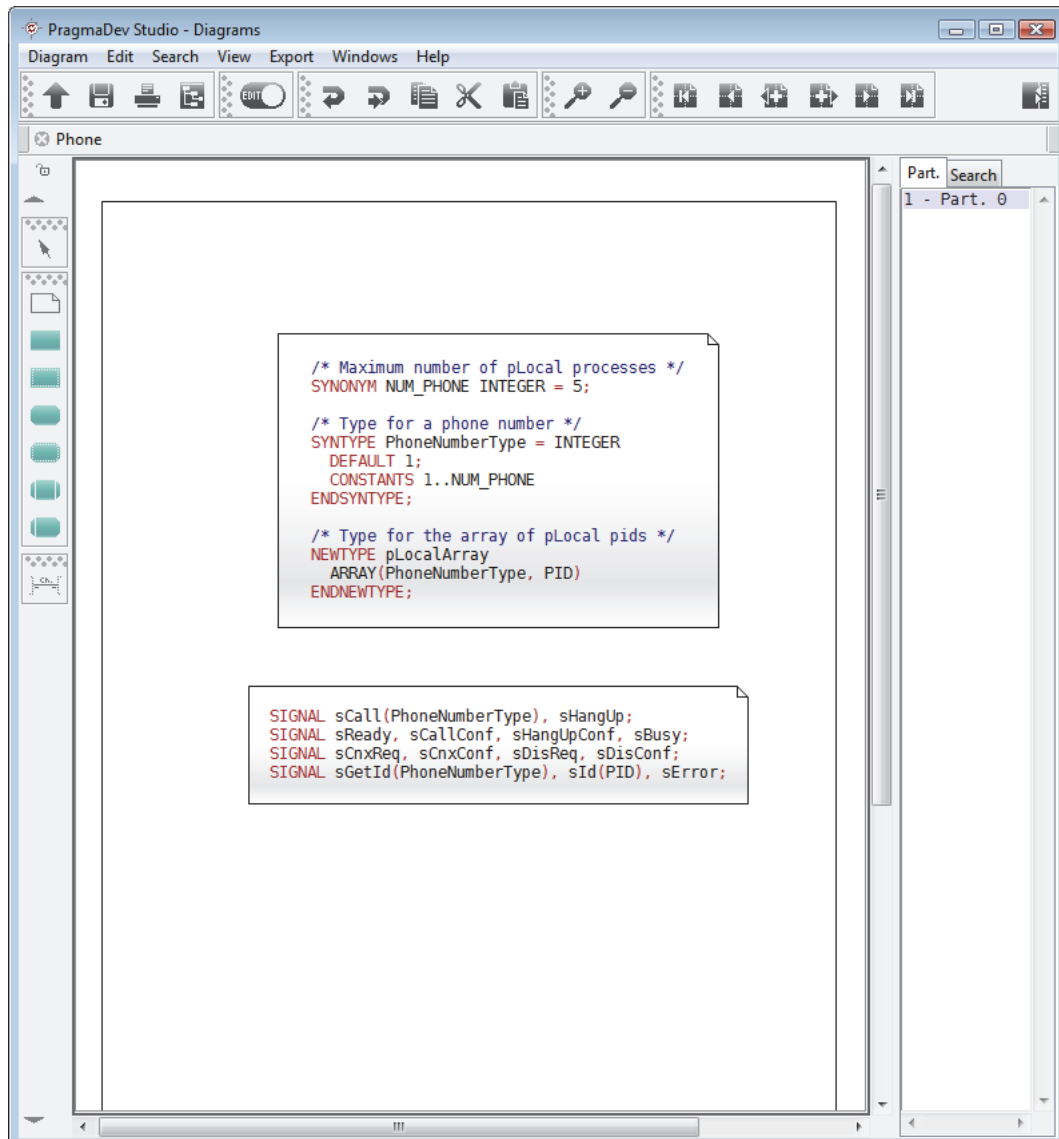 PragmaDev Studio - Diagrams
Diagram Edit Search View Export Windows Help
EDIT
Phone
Part. Search
1 - Part. 0
/* Maximum number of pLocal processes */
SYNONYM NUM_PHONE INTEGER = 5;
/* Type for a phone number */
SYNTYPE PhoneNumberType = INTEGER
DEFAULT 1;
CONSTANTS 1..NUM_PHONE
ENDSYNTYPE;
/* Type for the array of pLocal pids */
NEWTYPE pLocalArray
ARRAY(PhoneNumberType, PID)
ENDNEWTYPE;
SIGNAL sCall(PhoneNumberType), sHangUp;
SIGNAL sReady, sCallConf, sHangUpConf, sBusy;
SIGNAL sCnxReq, sCnxConf, sDisReq, sDisConf;
SIGNAL sGetId(PhoneNumberType), sId(PID), sError;
Ch.